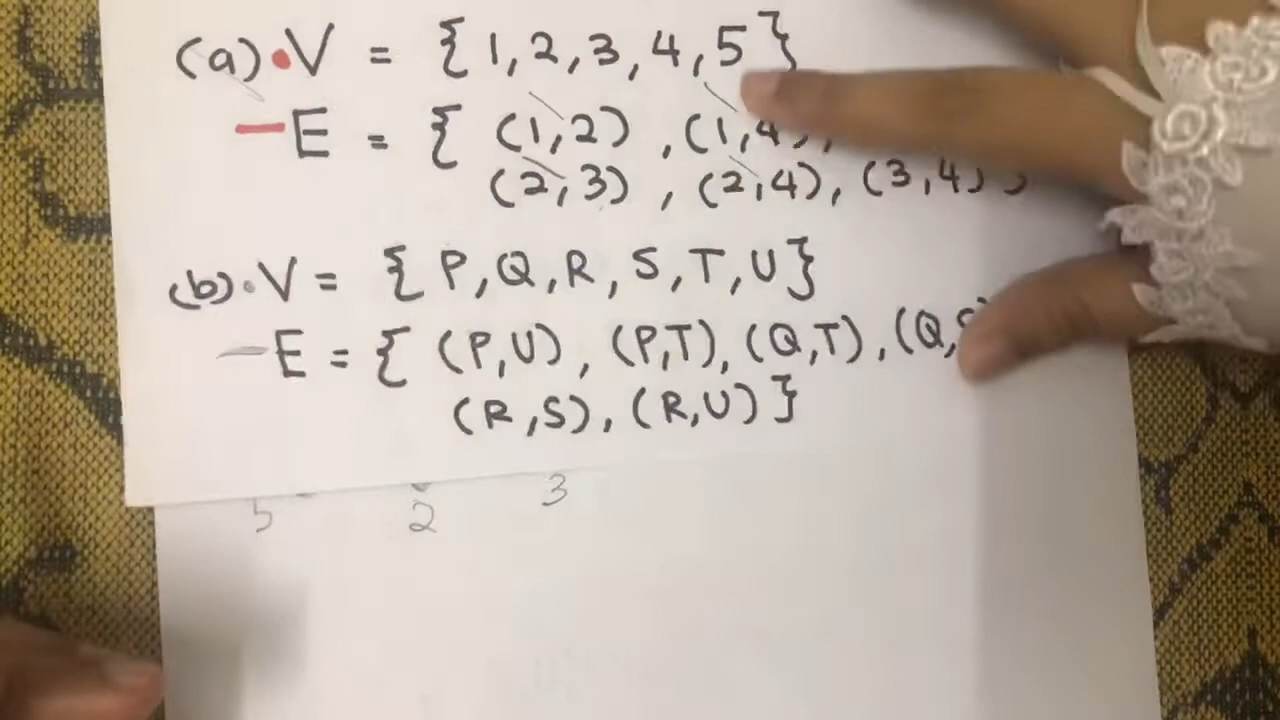 (a) • V = { 1, 2, 3, 4, 5 }
– E = { (1,2) , (1,4),
(2,3) , (2,4), (3,4) }
(b) • V = { P, Q, R, S, T, U }
– E = { (P,U), (P,T), (Q,T), (Q,
(R,S), (R,U) }
5 2 3